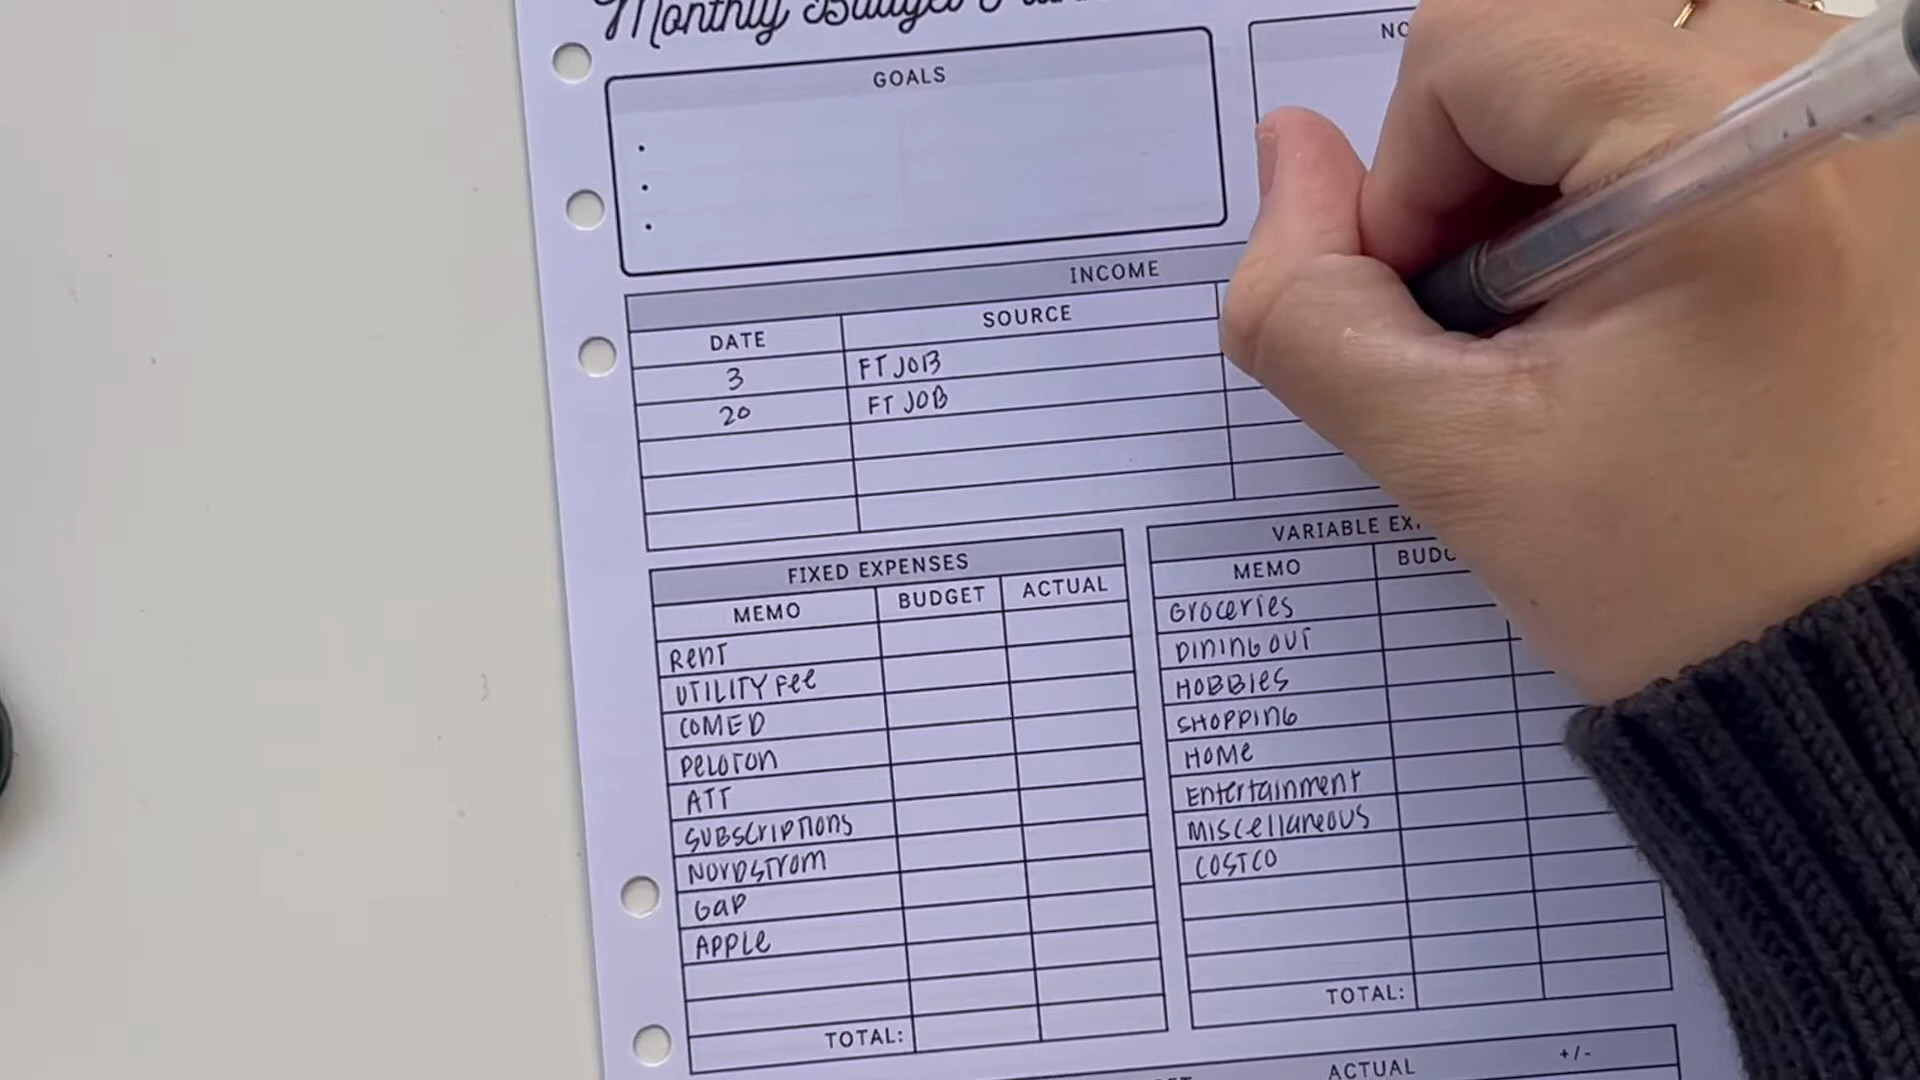 Monthly Budget
GOALS
INCOME
DATE SOURCE
3 FT JOB
20 FT JOB
FIXED EXPENSES
MEMO BUDGET ACTUAL
Rent
UTILITY Fee
COMED
Peloton
ATT
Subscriptions
Nordstrom
Gap
Apple
TOTAL:
VARIABLE
MEMO
Groceries
Dining out
Hobbies
Shopping
Home
Entertainment
Miscellaneous
COSTCO
TOTAL:
ACTUAL +/-